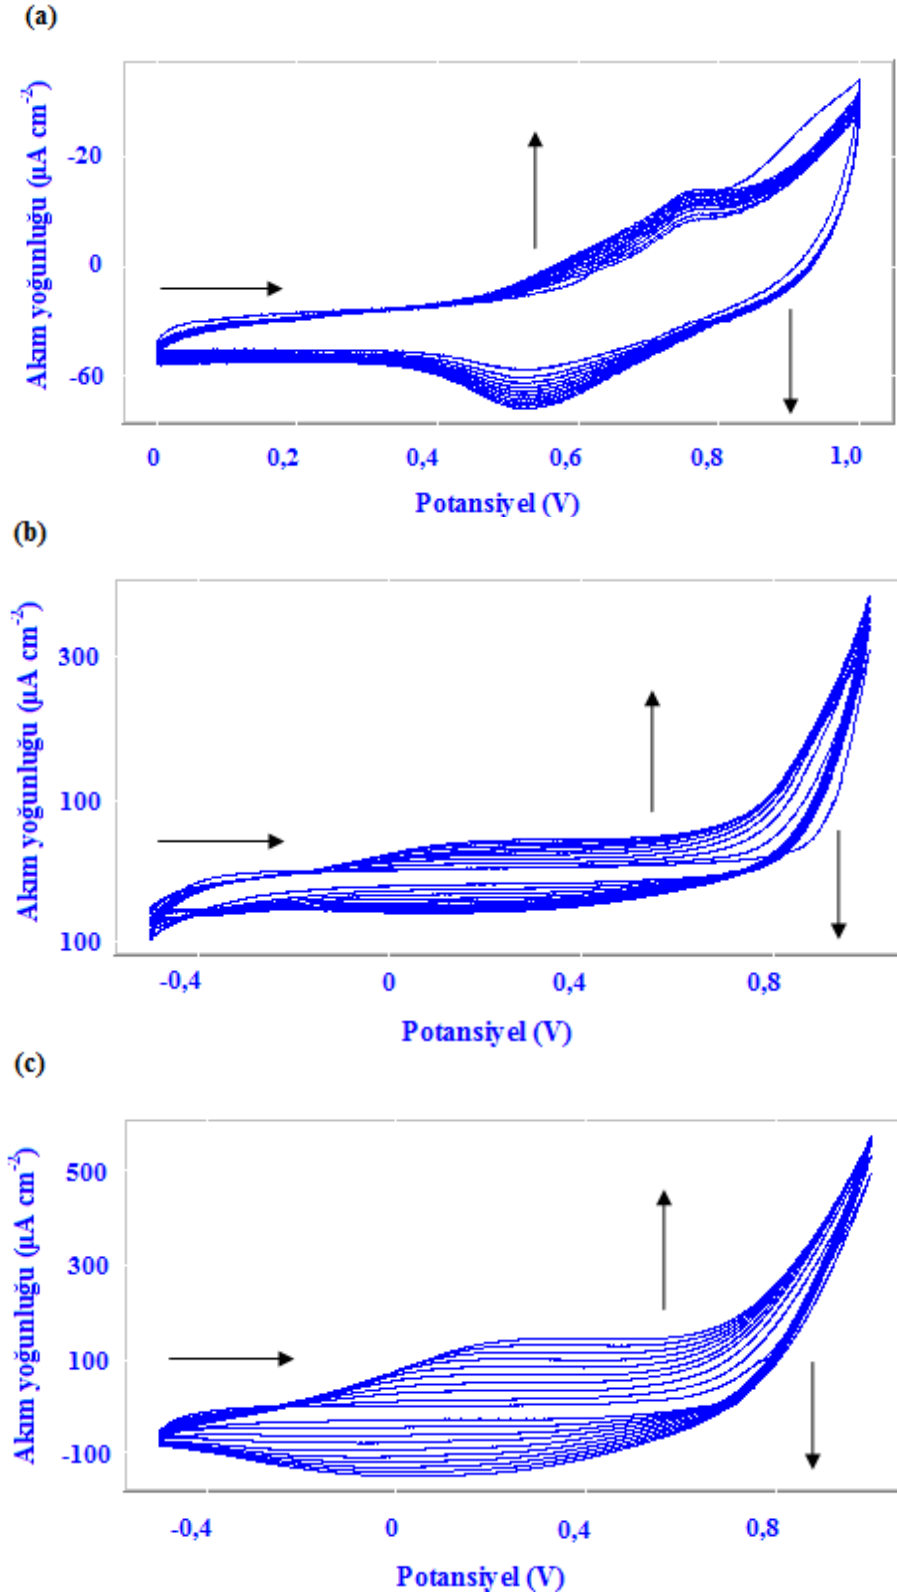 (a)
Akım yoğunluğu (µA cm⁻²)
-20
0
-60
0 0,2 0,4 0,6 0,8 1,0
Potansiyel (V)
(b)
Akım yoğunluğu (µA cm⁻²)
300
100
100
-0,4 0 0,4 0,8
Potansiyel (V)
(c)
Akım yoğunluğu (µA cm⁻²)
500
300
100
-100
-0,4 0 0,4 0,8
Potansiyel (V)